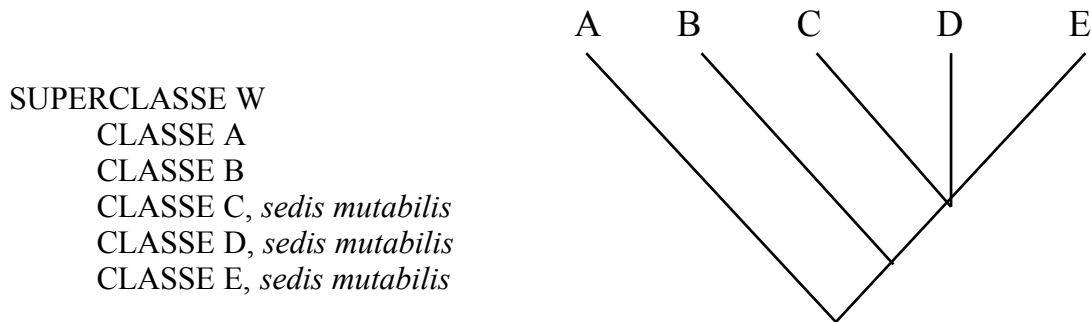 A B C D E
SUPERCLASSE W
CLASSE A
CLASSE B
CLASSE C, sedis mutabilis
CLASSE D, sedis mutabilis
CLASSE E, sedis mutabilis